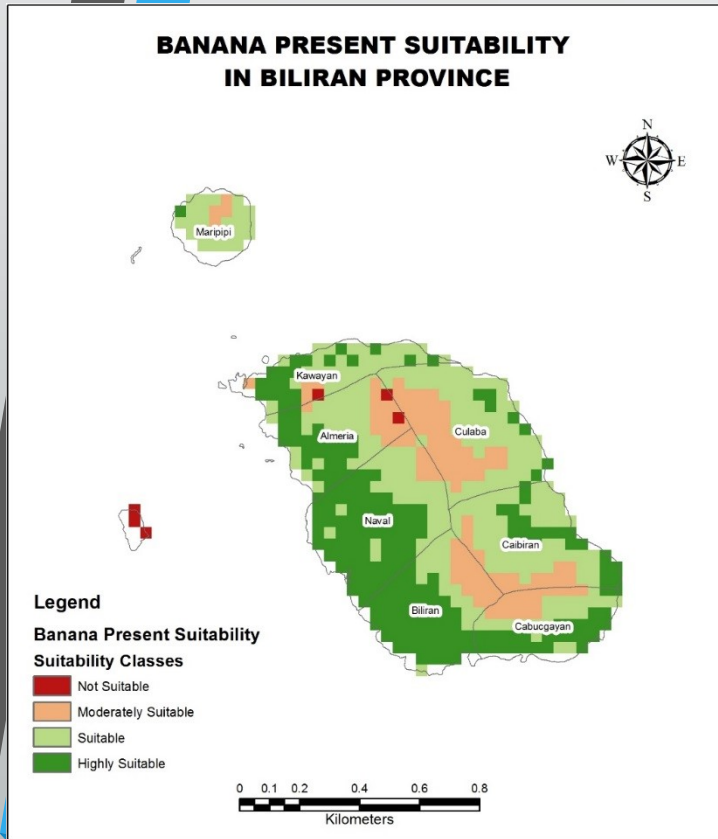 BANANA PRESENT SUITABILITY
IN BILIRAN PROVINCE
N
W
E
S
Maripipi
Kawayan
Almeria
Culaba
Naval
Caibiran
Biliran
Cabucgayan
Legend
Banana Present Suitability
Suitability Classes
Not Suitable
Moderately Suitable
Suitable
Highly Suitable
0 0.1 0.2 0.4 0.6 0.8
Kilometers